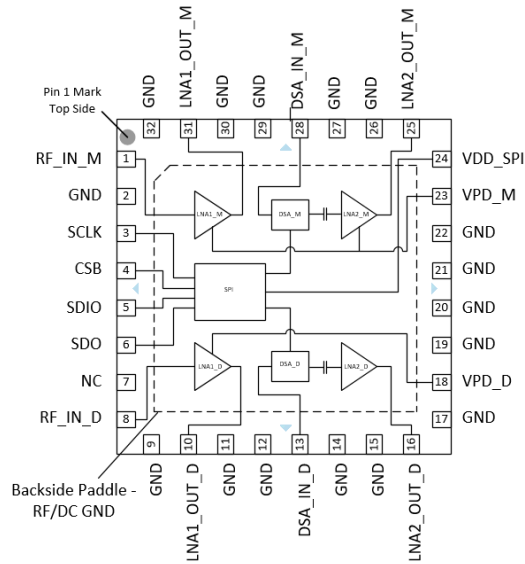 GND
LNA1_OUT_M
GND
GND
DSA_IN_M
GND
GND
LNA2_OUT_M
Pin 1 Mark
Top Side
32
31
30
29
28
27
26
25
RF_IN_M
1
24
VDD_SPI
GND
2
LNA1_M
DSA_M
LNA2_M
23
VPD_M
SCLK
3
22
GND
CSB
4
SPI
21
GND
SDIO
5
20
GND
SDO
6
19
GND
NC
7
LNA1_D
DSA_D
LNA2_D
18
VPD_D
RF_IN_D
8
17
GND
9
10
11
12
13
14
15
16
Backside Paddle -
RF/DC GND
GND
LNA1_OUT_D
GND
GND
DSA_IN_D
GND
GND
LNA2_OUT_D